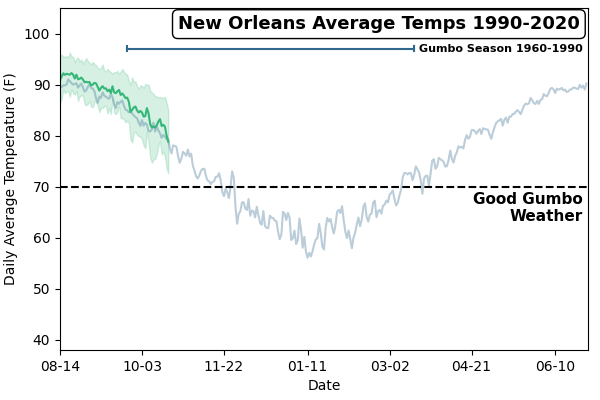 New Orleans Average Temps 1990-2020
Gumbo Season 1960-1990
Good Gumbo
Weather
Daily Average Temperature (F)
100
90
80
70
60
50
40
08-14
10-03
11-22
01-11
03-02
04-21
06-10
Date